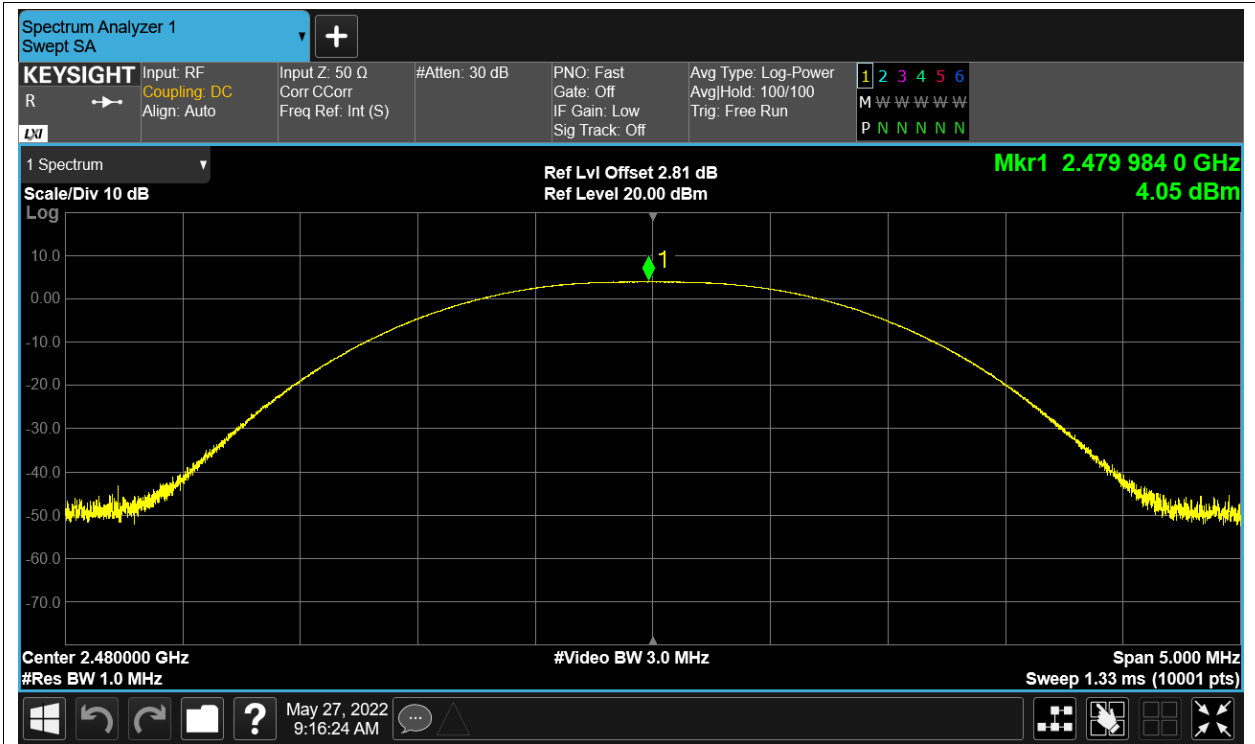 Spectrum Analyzer 1
Swept SA
KEYSIGHT
R
LXI
Input: RF
Coupling: DC
Align: Auto
Input Z: 50 Ω
Corr CCorr
Freq Ref: Int (S)
#Atten: 30 dB
PNO: Fast
Gate: Off
IF Gain: Low
Sig Track: Off
Avg Type: Log-Power
Avg|Hold: 100/100
Trig: Free Run
1 2 3 4 5 6
M W W W W W
P N N N N N
1 Spectrum
Scale/Div 10 dB
Log
Ref Lvl Offset 2.81 dB
Ref Level 20.00 dBm
Mkr1 2.479 984 0 GHz
4.05 dBm
1
10.0
0.00
-10.0
-20.0
-30.0
-40.0
-50.0
-60.0
-70.0
Center 2.480000 GHz
#Res BW 1.0 MHz
#Video BW 3.0 MHz
Span 5.000 MHz
Sweep 1.33 ms (10001 pts)
?
May 27, 2022
9:16:24 AM